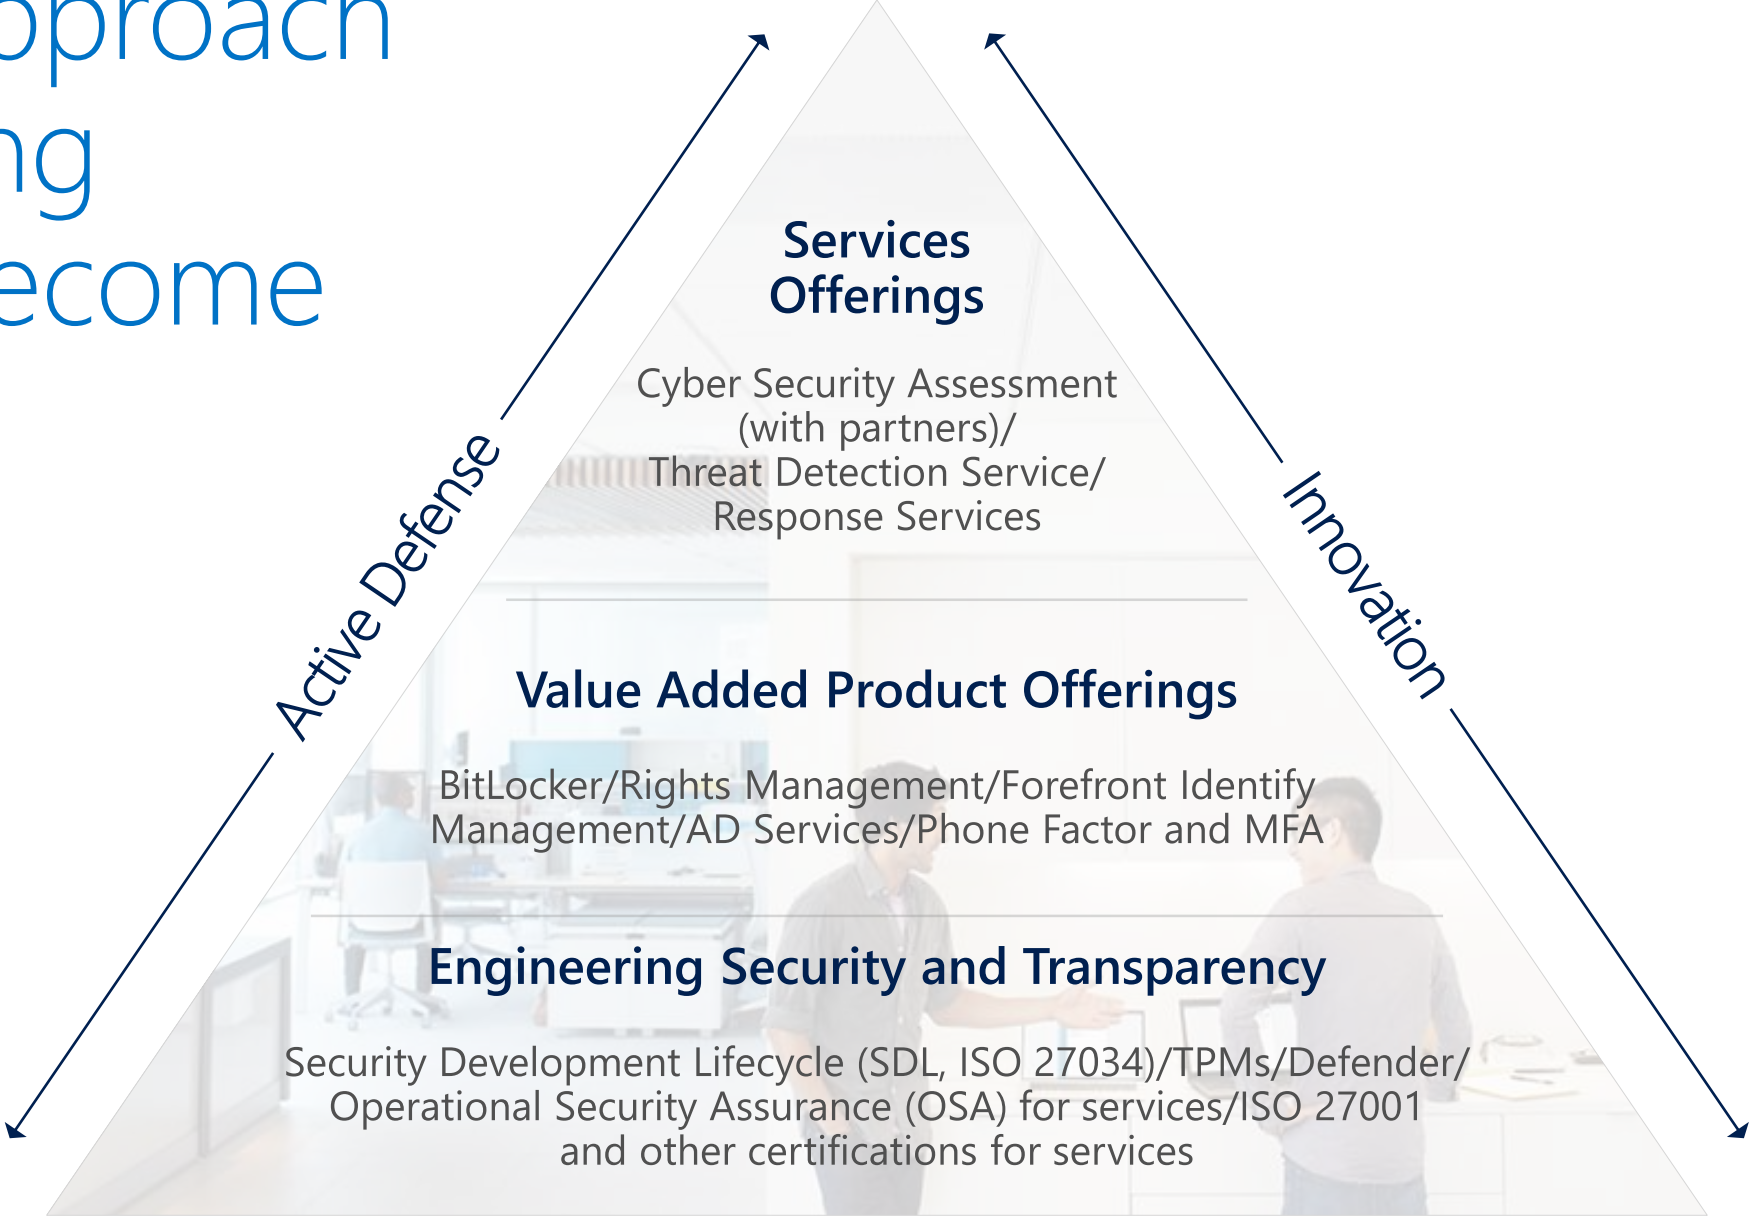 pproach
ng
ecome
Services
Offerings
Cyber Security Assessment
(with partners)/
Threat Detection Service/
Response Services
Active Defense
Innovation
Value Added Product Offerings
BitLocker/Rights Management/Forefront Identify
Management/AD Services/Phone Factor and MFA
Engineering Security and Transparency
Security Development Lifecycle (SDL, ISO 27034)/TPMs/Defender/
Operational Security Assurance (OSA) for services/ISO 27001
and other certifications for services